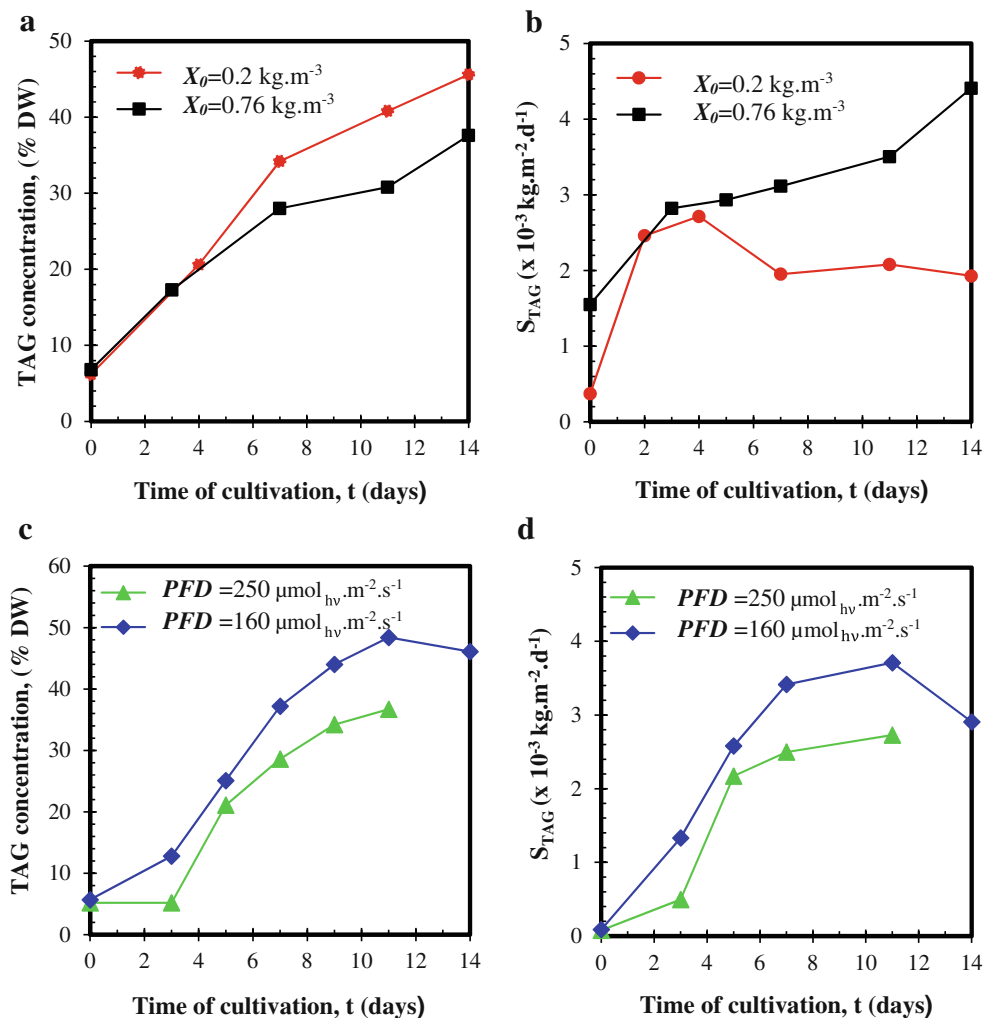 a
TAG conecntration, (% DW)
50
40
30
20
10
0
X0=0.2 kg.m-3
X0=0.76 kg.m-3
0 2 4 6 8 10 12 14
Time of cultivation, t (days)
b
STAG (x 10-3 kg.m-2.d-1)
5
4
3
2
1
0
X0=0.2 kg.m-3
X0=0.76 kg.m-3
0 2 4 6 8 10 12 14
Time of cultivation, t (days)
c
TAG concentration, (% DW)
60
50
40
30
20
10
0
PFD =250 µmolhν.m-2.s-1
PFD =160 µmolhν.m-2.s-1
0 2 4 6 8 10 12 14
Time of cultivation, t (days)
d
STAG (x 10-3 kg.m-2.d-1)
5
4
3
2
1
0
PFD =250 µmolhν.m-2.s-1
PFD =160 µmolhν.m-2.s-1
0 2 4 6 8 10 12 14
Time of cultivation, t (days)